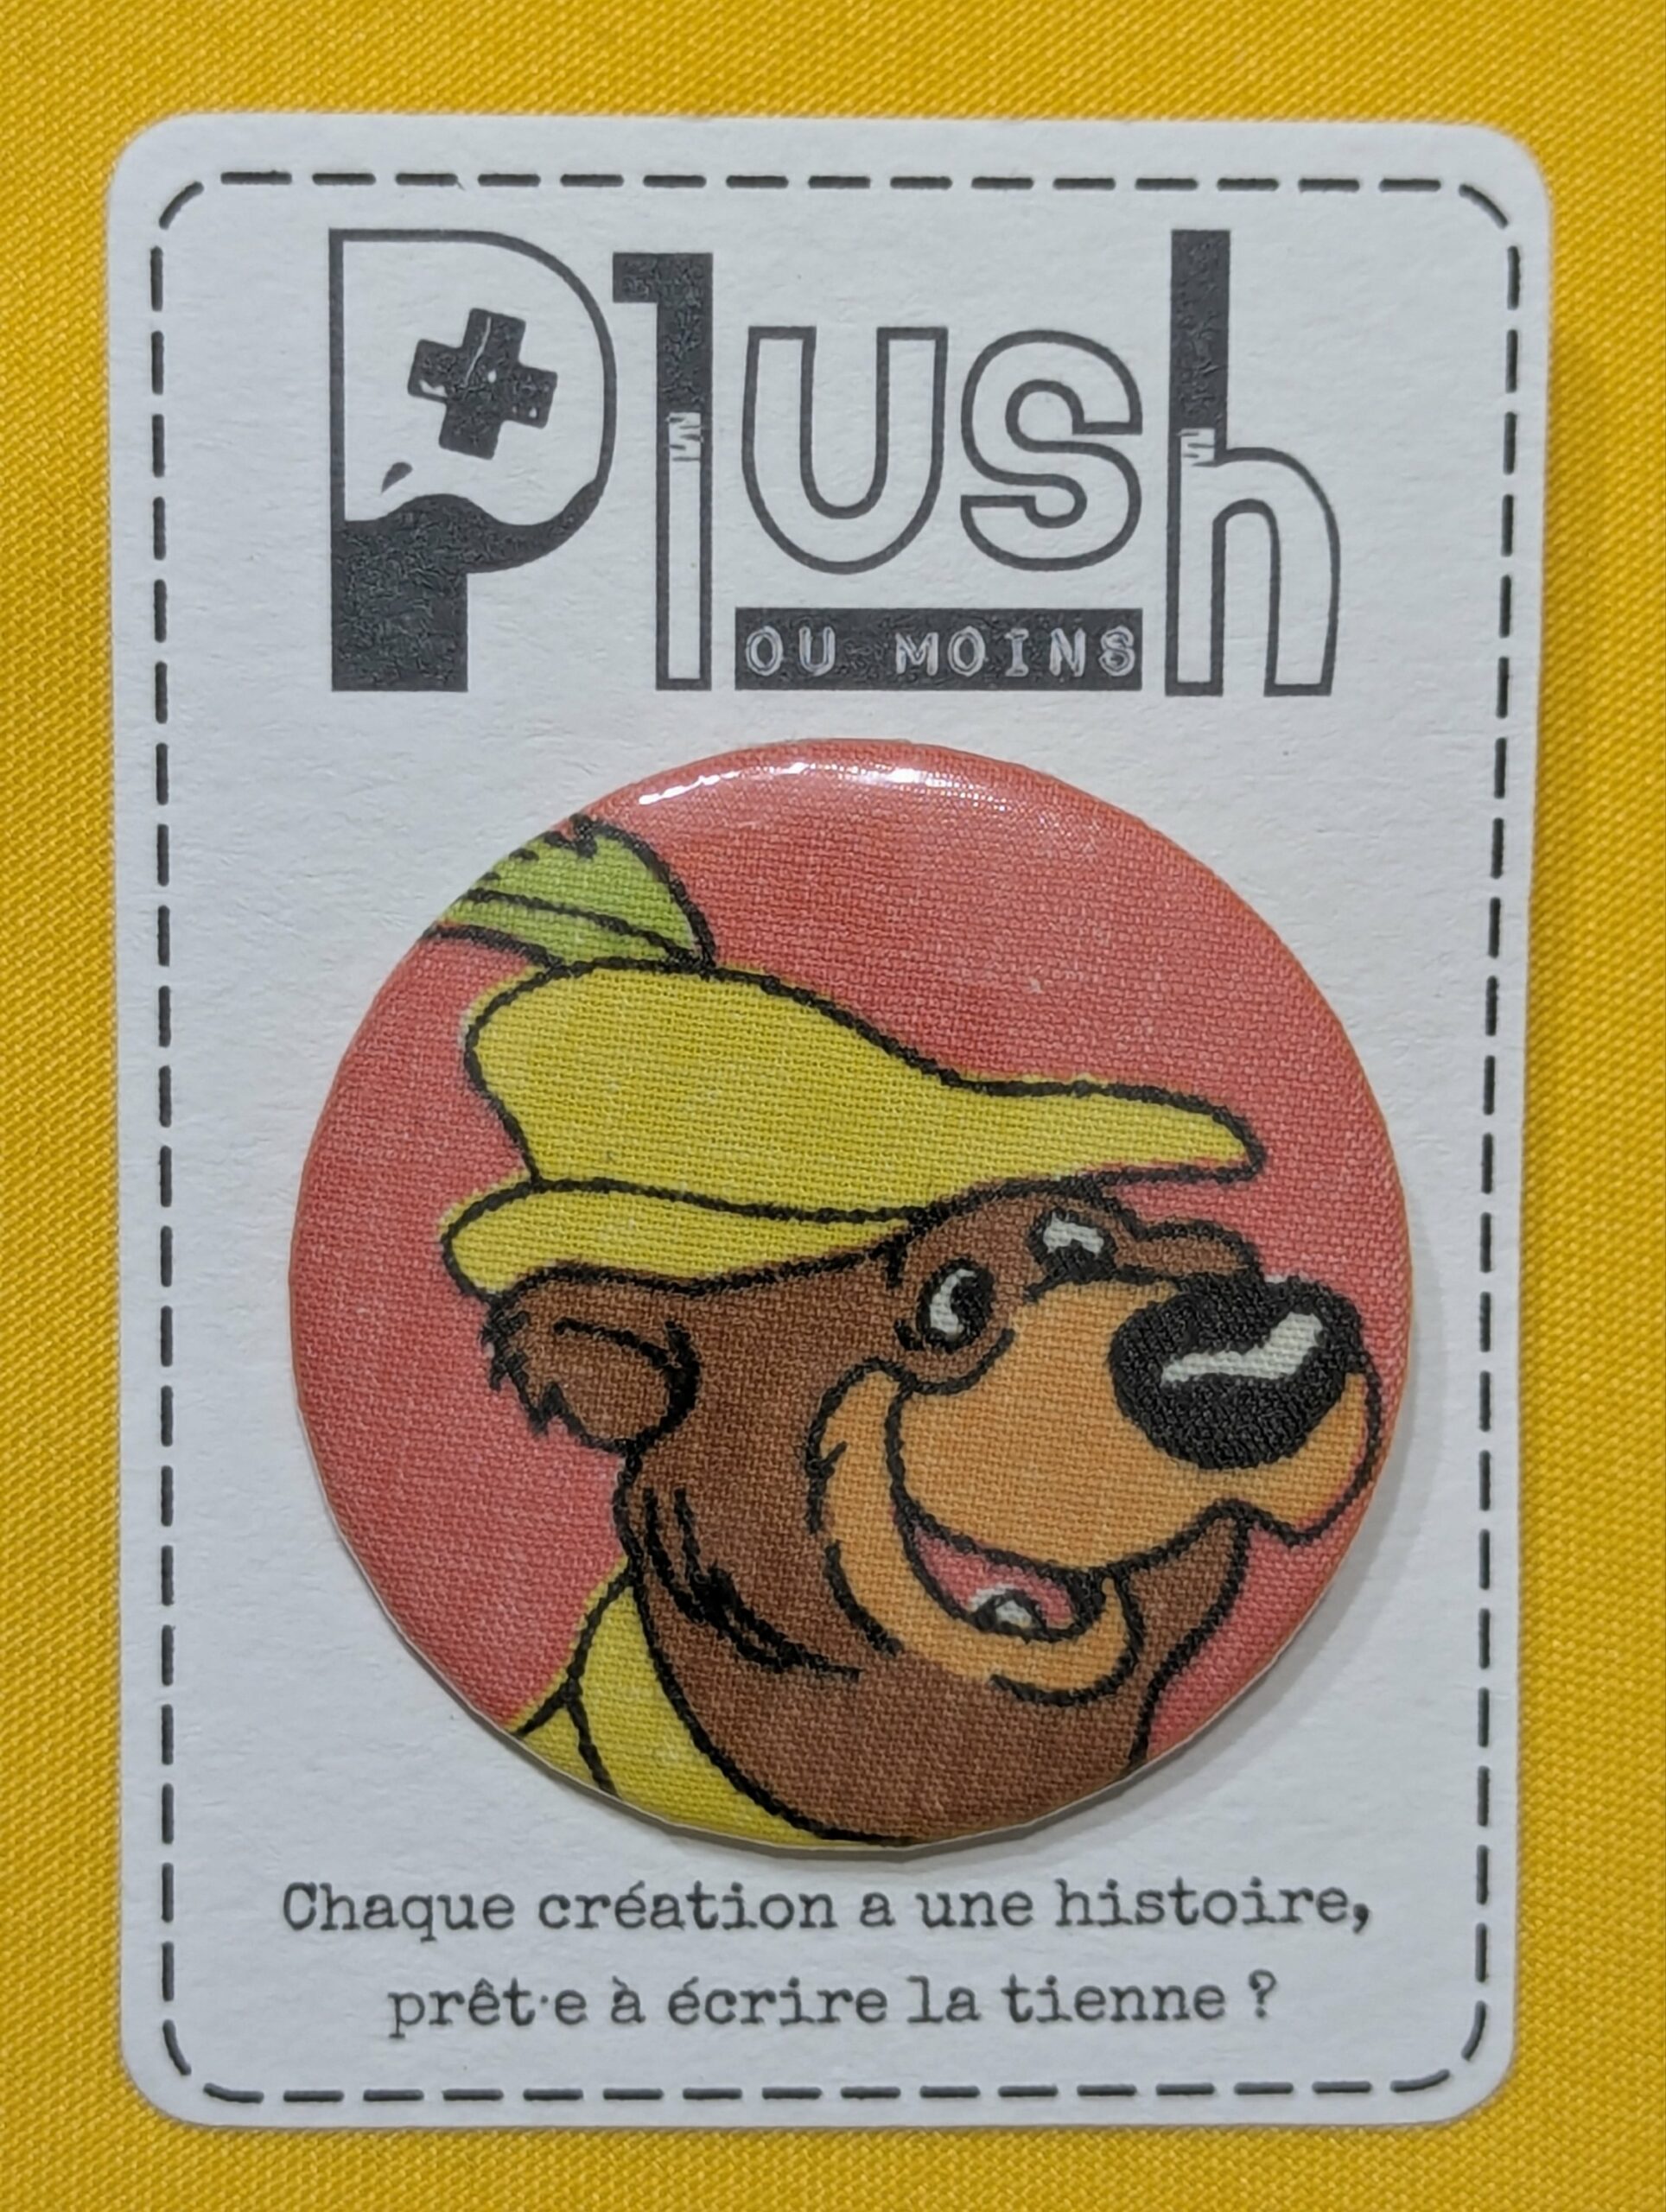 Plush
OU MOINS
Chaque création a une histoire,
prêt·e à écrire la tienne ?